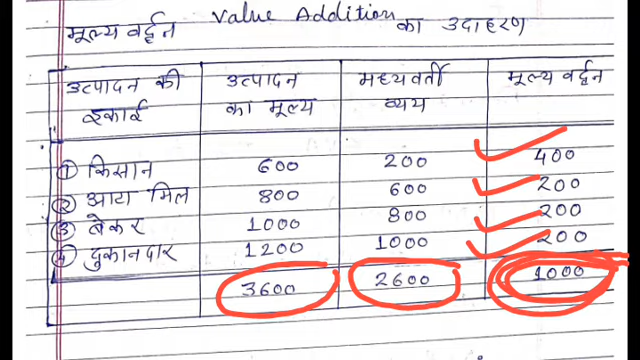 मूल्य वर्द्धन Value Addition का उदाहरण
उत्पादन की इकाई उत्पादन का मूल्य मध्यवर्ती व्यय मूल्य वर्द्धन
① किसान 600 200 400
② आटा मिल 800 600 200
③ बेकर 1000 800 200
④ दुकानदार 1200 1000 200
3600 2600 1000